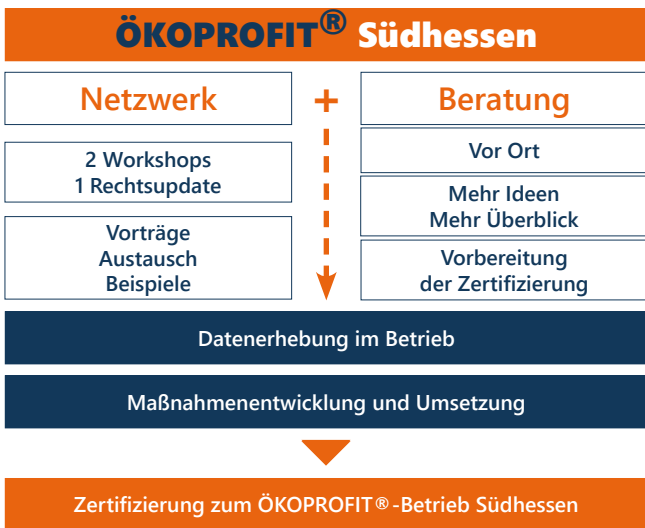 ÖKOPROFIT® Südhessen
Netzwerk
+
Beratung
2 Workshops
1 Rechtsupdate
Vorträge
Austausch
Beispiele
Vor Ort
Mehr Ideen
Mehr Überblick
Vorbereitung
der Zertifizierung
Datenerhebung im Betrieb
Maßnahmenentwicklung und Umsetzung
Zertifizierung zum ÖKOPROFIT®-Betrieb Südhessen